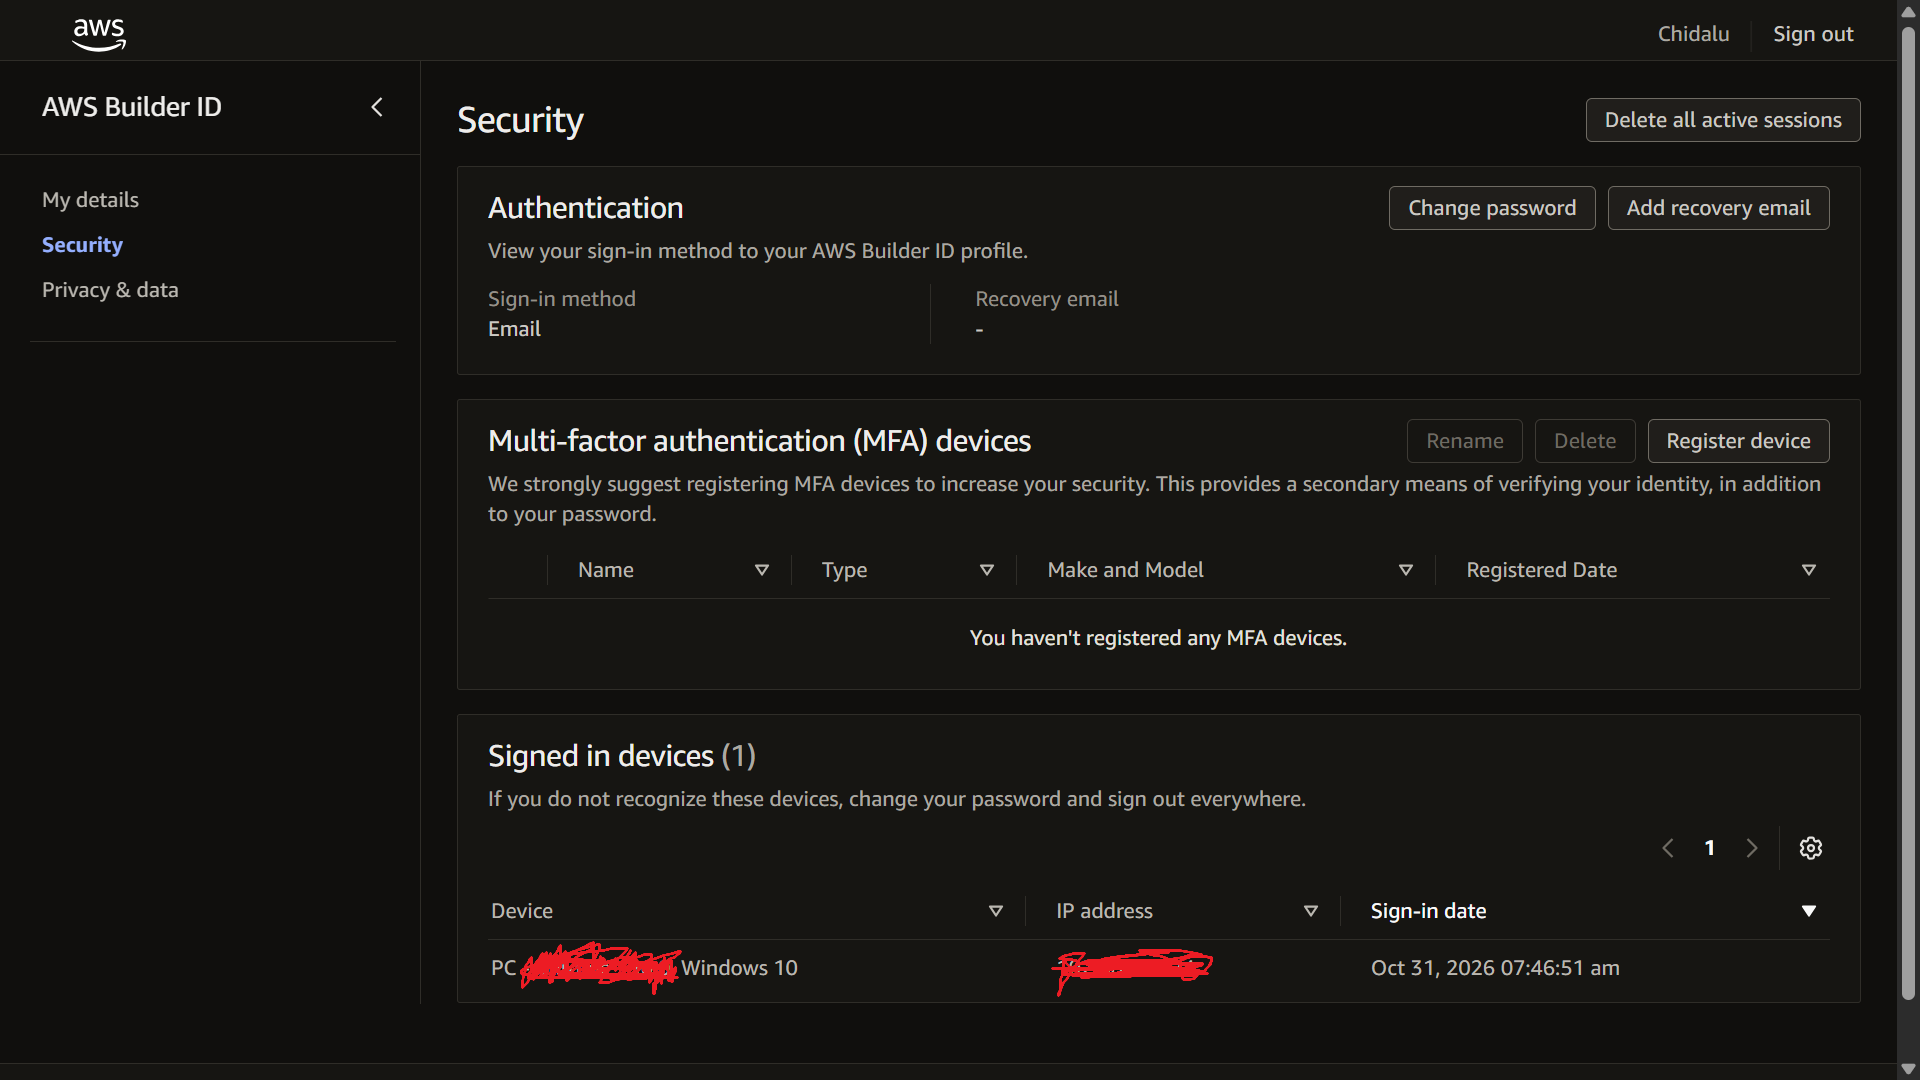 aws
Chidalu
Sign out
AWS Builder ID
My details
Security
Privacy & data
Security
Delete all active sessions
Authentication
Change password
Add recovery email
View your sign-in method to your AWS Builder ID profile.
Sign-in method
Email
Recovery email
-
Multi-factor authentication (MFA) devices
Rename
Delete
Register device
We strongly suggest registering MFA devices to increase your security. This provides a secondary means of verifying your identity, in addition
to your password.
Name
Type
Make and Model
Registered Date
You haven't registered any MFA devices.
Signed in devices (1)
If you do not recognize these devices, change your password and sign out everywhere.
1
Device
IP address
Sign-in date
PC Windows 10
Oct 31, 2026 07:46:51 am